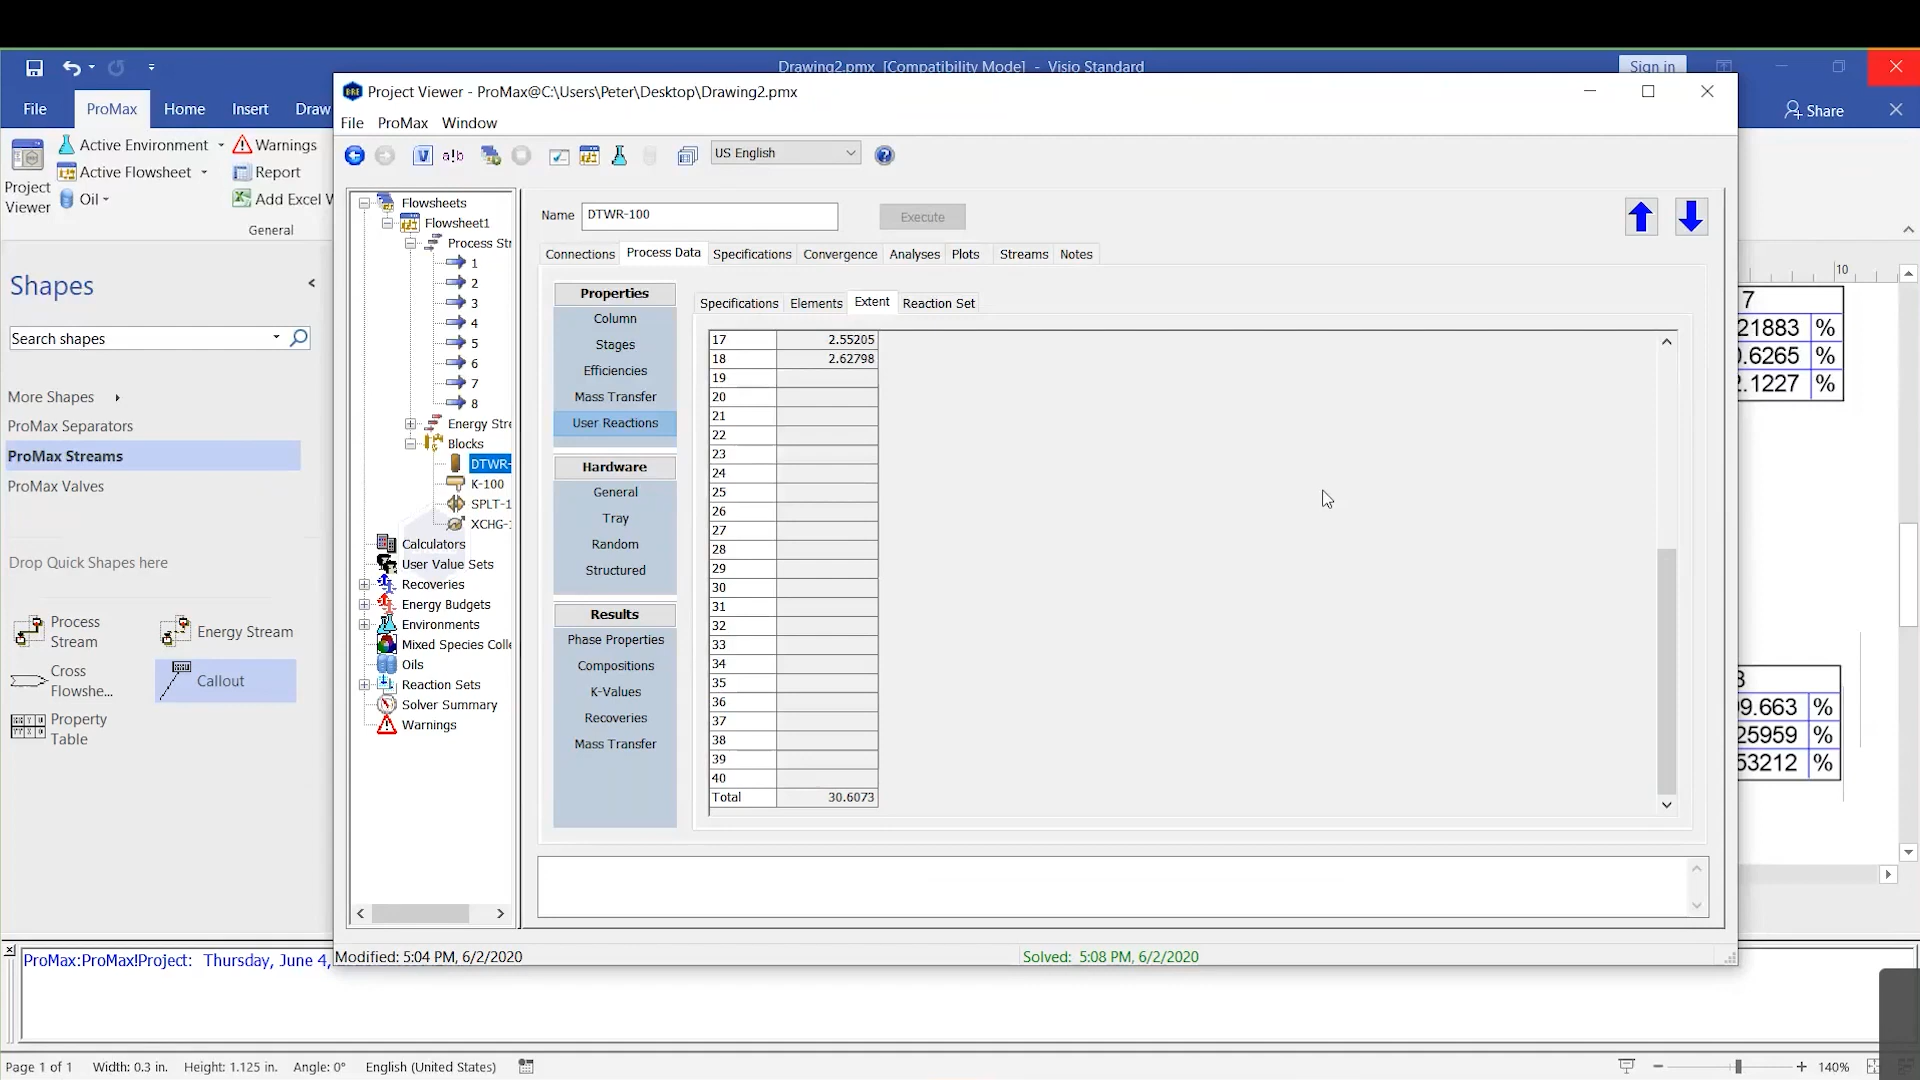 Drawing2.pmx [Compatibility Mode] - Visio Standard
Sign in
File
ProMax
Home
Insert
Draw
Share
Project Viewer
Active Environment
Active Flowsheet
Oil
Warnings
Report
Add Excel W
General
Shapes
Search shapes
More Shapes
ProMax Separators
ProMax Streams
ProMax Valves
Drop Quick Shapes here
Process Stream
Energy Stream
Cross Flowshe...
Callout
Property Table
Project Viewer - ProMax@C:\Users\Peter\Desktop\Drawing2.pmx
File ProMax Window
a!b
US English
Flowsheets
Flowsheet1
Process Str
1
2
3
4
5
6
7
8
Energy Stre
Blocks
DTWR-
K-100
SPLT-1
XCHG-1
Calculators
User Value Sets
Recoveries
Energy Budgets
Environments
Mixed Species Colle
Oils
Reaction Sets
Solver Summary
Warnings
Name DTWR-100 Execute
Connections Process Data Specifications Convergence Analyses Plots Streams Notes
Properties
Column
Stages
Efficiencies
Mass Transfer
User Reactions
Hardware
General
Tray
Random
Structured
Results
Phase Properties
Compositions
K-Values
Recoveries
Mass Transfer
Specifications Elements Extent Reaction Set
17 2.55205
18 2.62798
19
20
21
22
23
24
25
26
27
28
29
30
31
32
33
34
35
36
37
38
39
40
Total 30.6073
Modified: 5:04 PM, 6/2/2020 Solved: 5:08 PM, 6/2/2020
10
7
21883 %
0.6265 %
2.1227 %
99.663 %
25959 %
53212 %
ProMax:ProMax!Project: Thursday, June 4,
Page 1 of 1 Width: 0.3 in. Height: 1.125 in. Angle: 0° English (United States) 140%